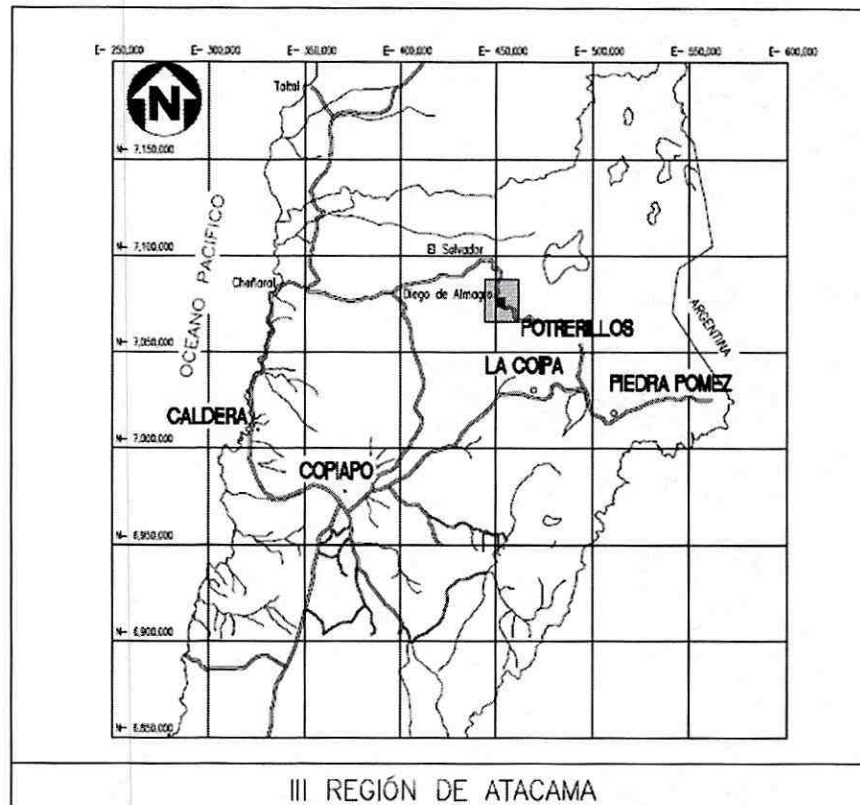 E- 250,000 E- 300,000 E- 350,000 E- 400,000 E- 450,000 E- 500,000 E- 550,000 E- 600,000
N
Taltal
N- 7,150,000
OCEANO PACIFICO
N- 7,100,000
El Salvador
Chañaral
Diego de Almagro
ARGENTINA
POTRERILLOS
N- 7,050,000
LA COIPA
PIEDRA POMEZ
CALDERA
N- 7,000,000
COPIAPO
N- 6,950,000
N- 6,900,000
N- 6,850,000
III REGIÓN DE ATACAMA